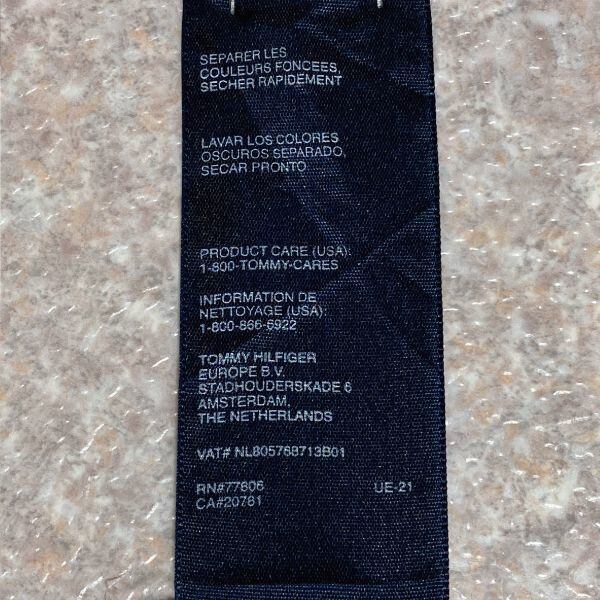 SEPARER LES
COULEURS FONCEES,
SECHER RAPIDEMENT
LAVAR LOS COLORES
OSCUROS SEPARADO,
SECAR PRONTO
PRODUCT CARE (USA):
1-800-TOMMY-CARES
INFORMATION DE
NETTOYAGE (USA):
1-800-866-6922
TOMMY HILFIGER
EUROPE B.V.
STADHOUDERSKADE 6
AMSTERDAM,
THE NETHERLANDS
VAT# NL805768713B01
RN#77806 UE-21
CA#20781